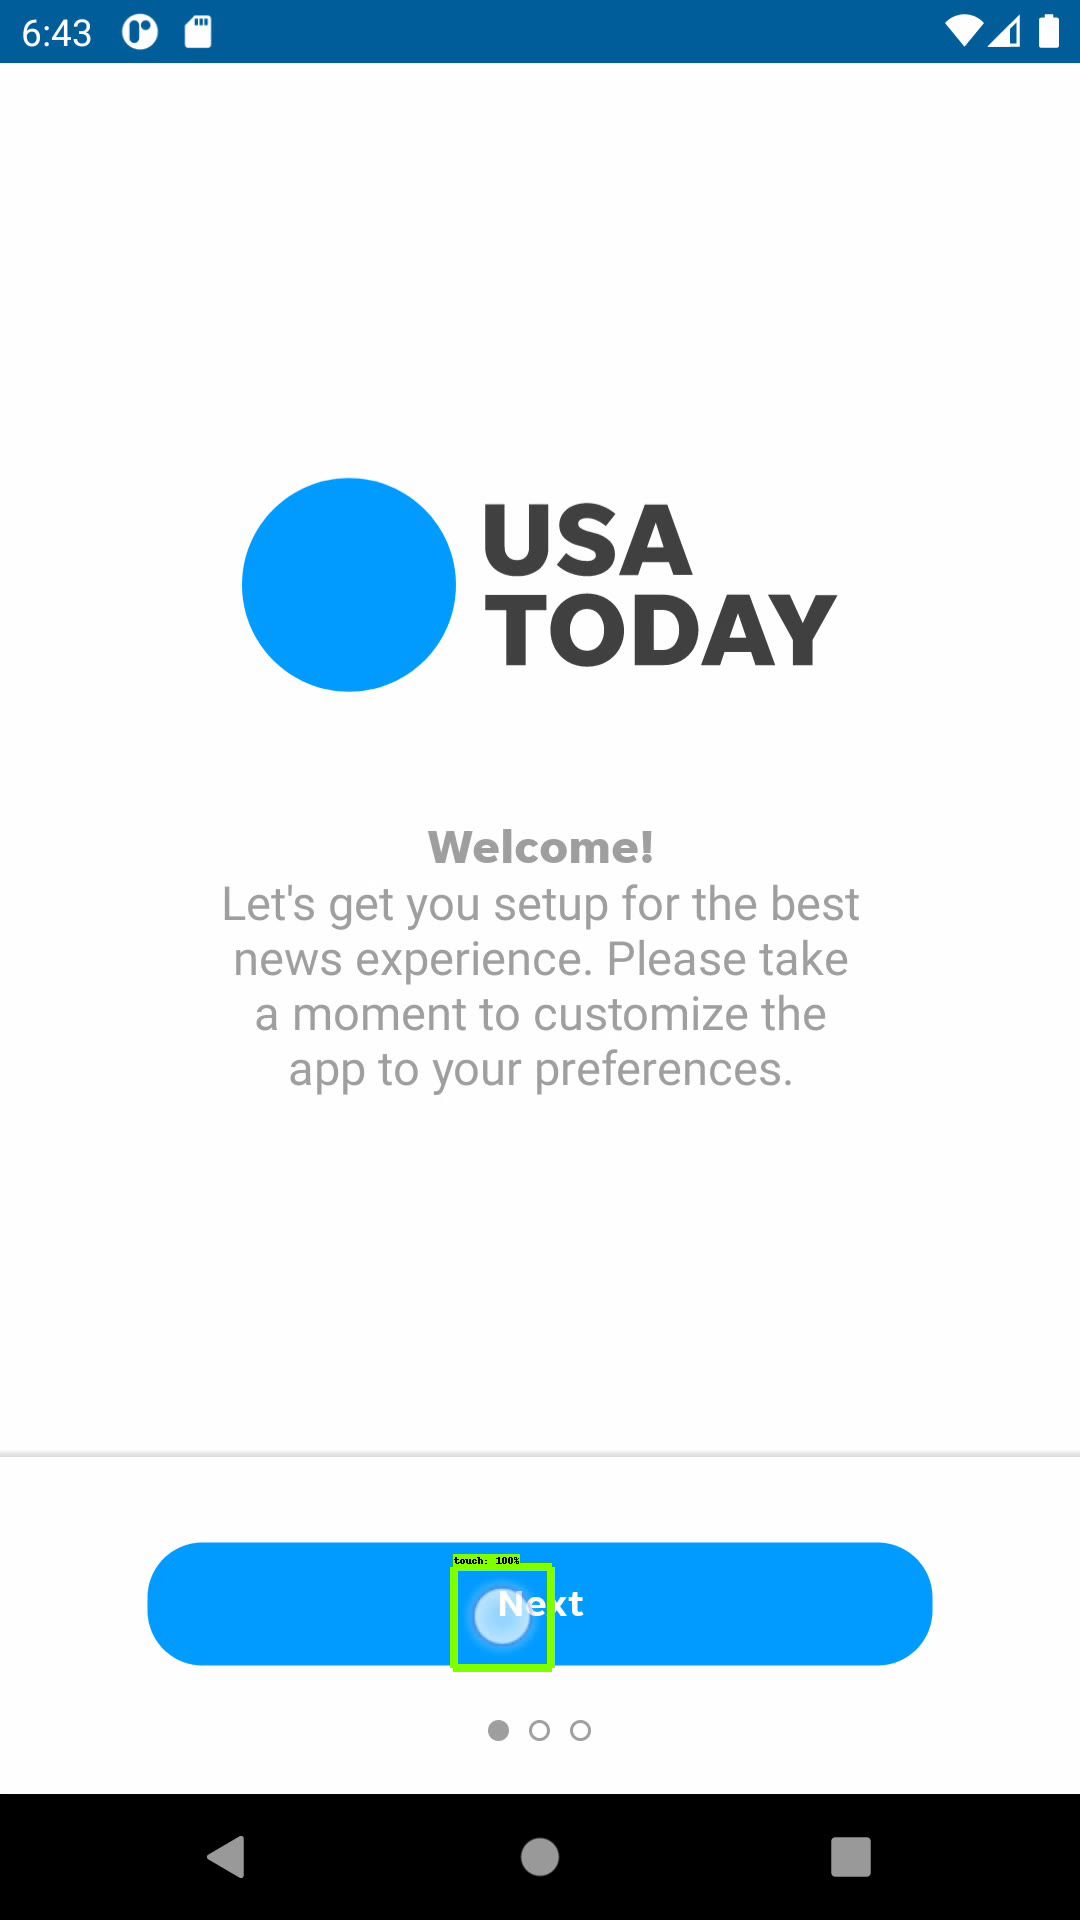 6:43
USA
TODAY
Welcome!
Let's get you setup for the best
news experience. Please take
a moment to customize the
app to your preferences.
touch: 100%
Next